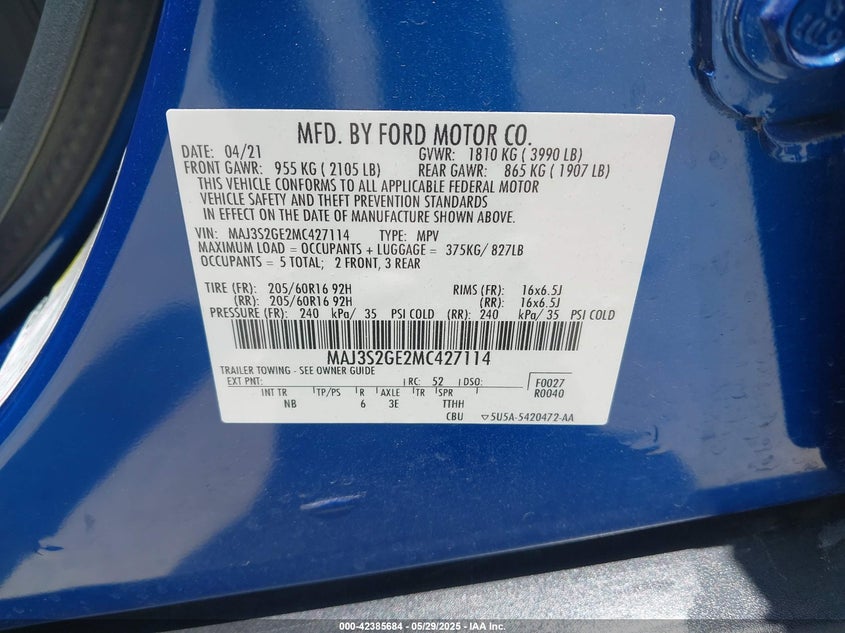 MFD. BY FORD MOTOR CO.
DATE: 04/21 GVWR: 1810 KG ( 3990 LB)
FRONT GAWR: 955 KG ( 2105 LB) REAR GAWR: 865 KG ( 1907 LB)
THIS VEHICLE CONFORMS TO ALL APPLICABLE FEDERAL MOTOR
VEHICLE SAFETY AND THEFT PREVENTION STANDARDS
IN EFFECT ON THE DATE OF MANUFACTURE SHOWN ABOVE.
VIN: MAJ3S2GE2MC427114 TYPE: MPV
MAXIMUM LOAD = OCCUPANTS + LUGGAGE = 375KG/ 827LB
OCCUPANTS = 5 TOTAL; 2 FRONT, 3 REAR
TIRE (FR): 205/60R16 92H RIMS (FR): 16x6.5J
(RR): 205/60R16 92H (RR): 16x6.5J
PRESSURE (FR): 240 kPa/ 35 PSI COLD (RR): 240 kPa/ 35 PSI COLD
MAJ3S2GE2MC427114
TRAILER TOWING - SEE OWNER GUIDE
EXT PNT: RC: 52 DSO: F0027
INT TR TP/PS R AXLE TR SPR R0040
NB 6 3E TTHH
CBU 5U5A-5420472-AA
000-42385684 - 05/29/2025 - IAA Inc.